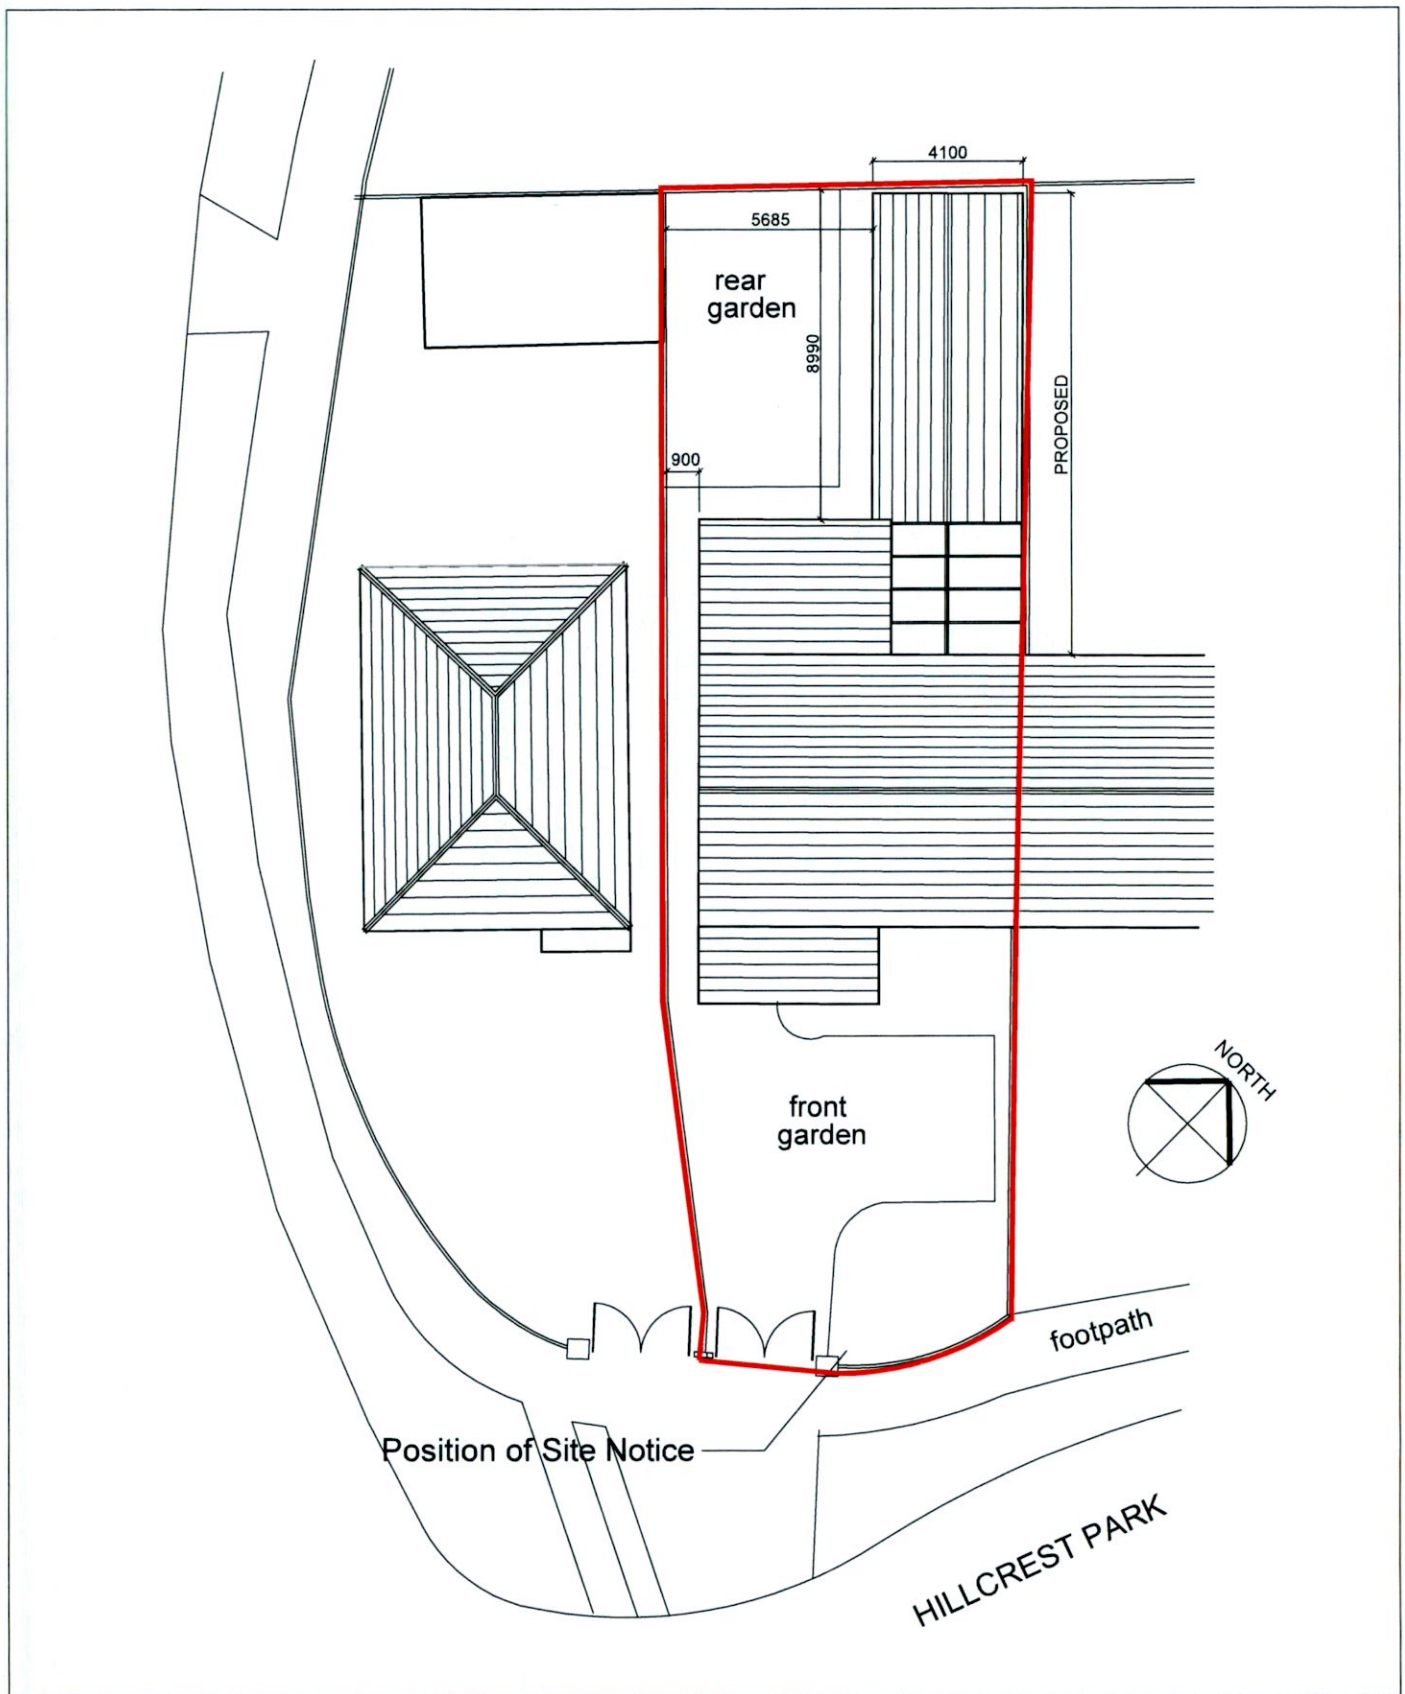 4100
5685
rear
garden
8990
900
PROPOSED
NORTH
front
garden
footpath
Position of Site Notice
HILLCREST PARK